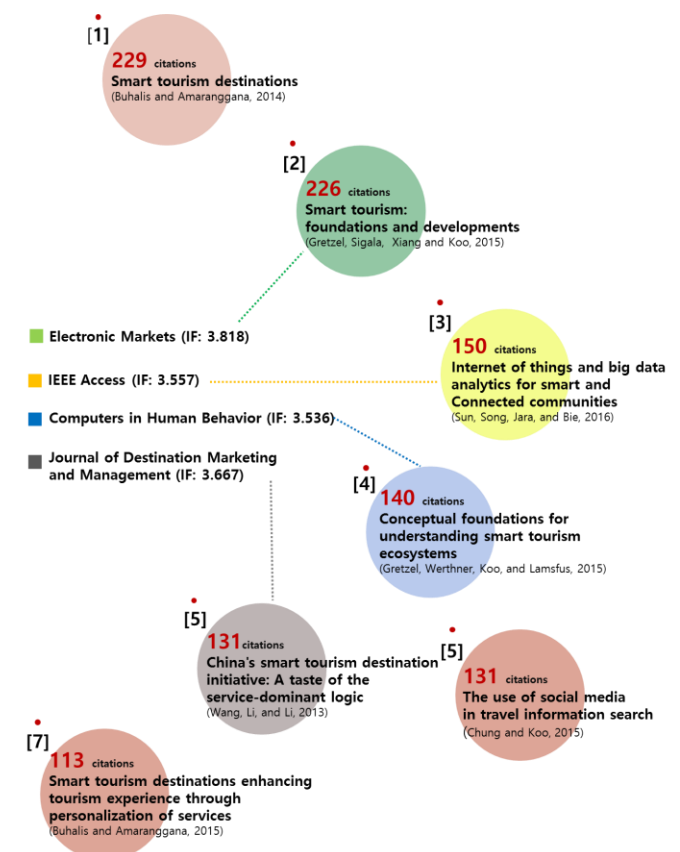 [1]
229 citations
Smart tourism destinations
(Buhalis and Amaranggana, 2014)
[2]
226 citations
Smart tourism:
foundations and developments
(Gretzel, Sigala, Xiang and Koo, 2015)
Electronic Markets (IF: 3.818)
IEEE Access (IF: 3.557)
Computers in Human Behavior (IF: 3.536)
Journal of Destination Marketing
and Management (IF: 3.667)
[3]
150 citations
Internet of things and big data
analytics for smart and
Connected communities
(Sun, Song, Jara, and Bie, 2016)
[4]
140 citations
Conceptual foundations for
understanding smart tourism
ecosystems
(Gretzel, Werthner, Koo, and Lamsfus, 2015)
[5]
131 citations
China's smart tourism destination
initiative: A taste of the
service-dominant logic
(Wang, Li, and Li, 2013)
[5]
131 citations
The use of social media
in travel information search
(Chung and Koo, 2015)
[7]
113 citations
Smart tourism destinations enhancing
tourism experience through
personalization of services
(Buhalis and Amaranggana, 2015)